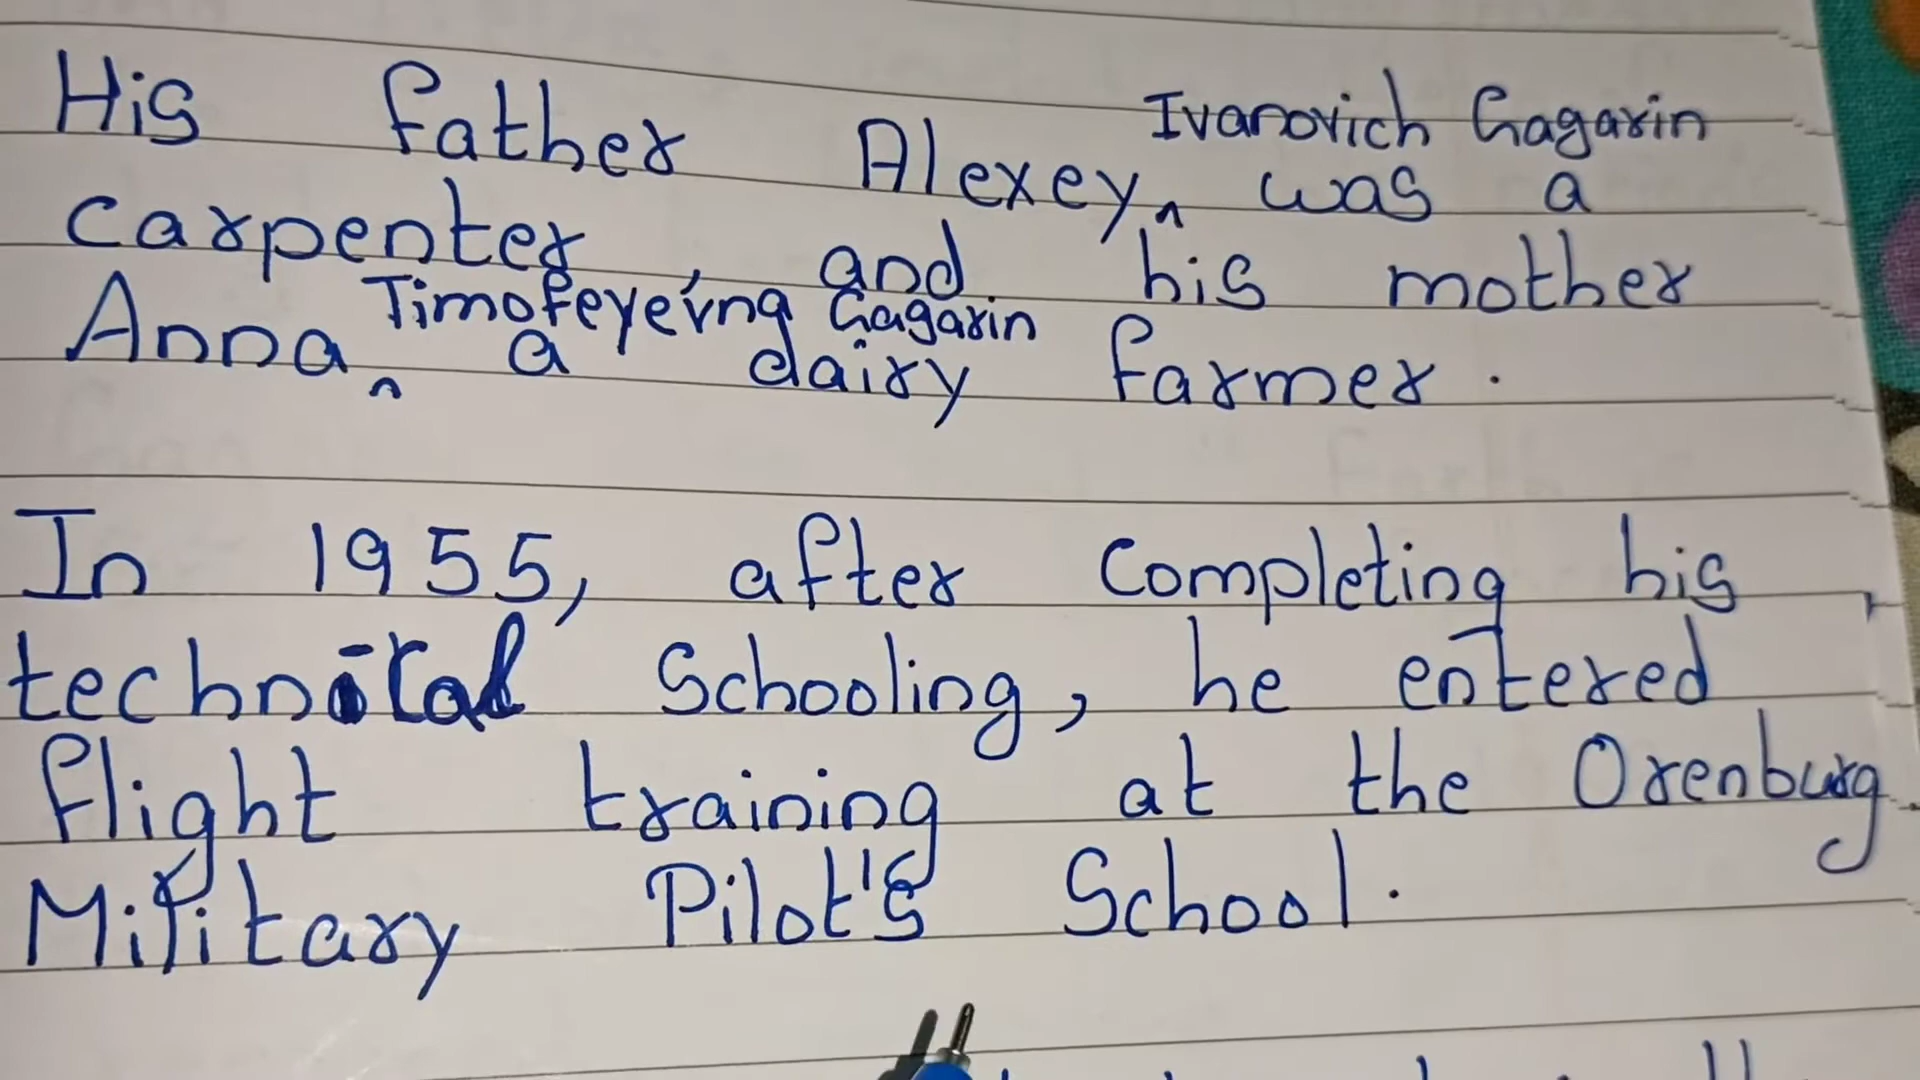 His father Alexey ^ Ivanovich Gagarin was a
carpenter, and his mother
Anna ^ Timofeyevna Gagarin a dairy farmer.
In 1955, after completing his
technical Schooling, he entered
flight training at the Orenburg
Military Pilot's School.